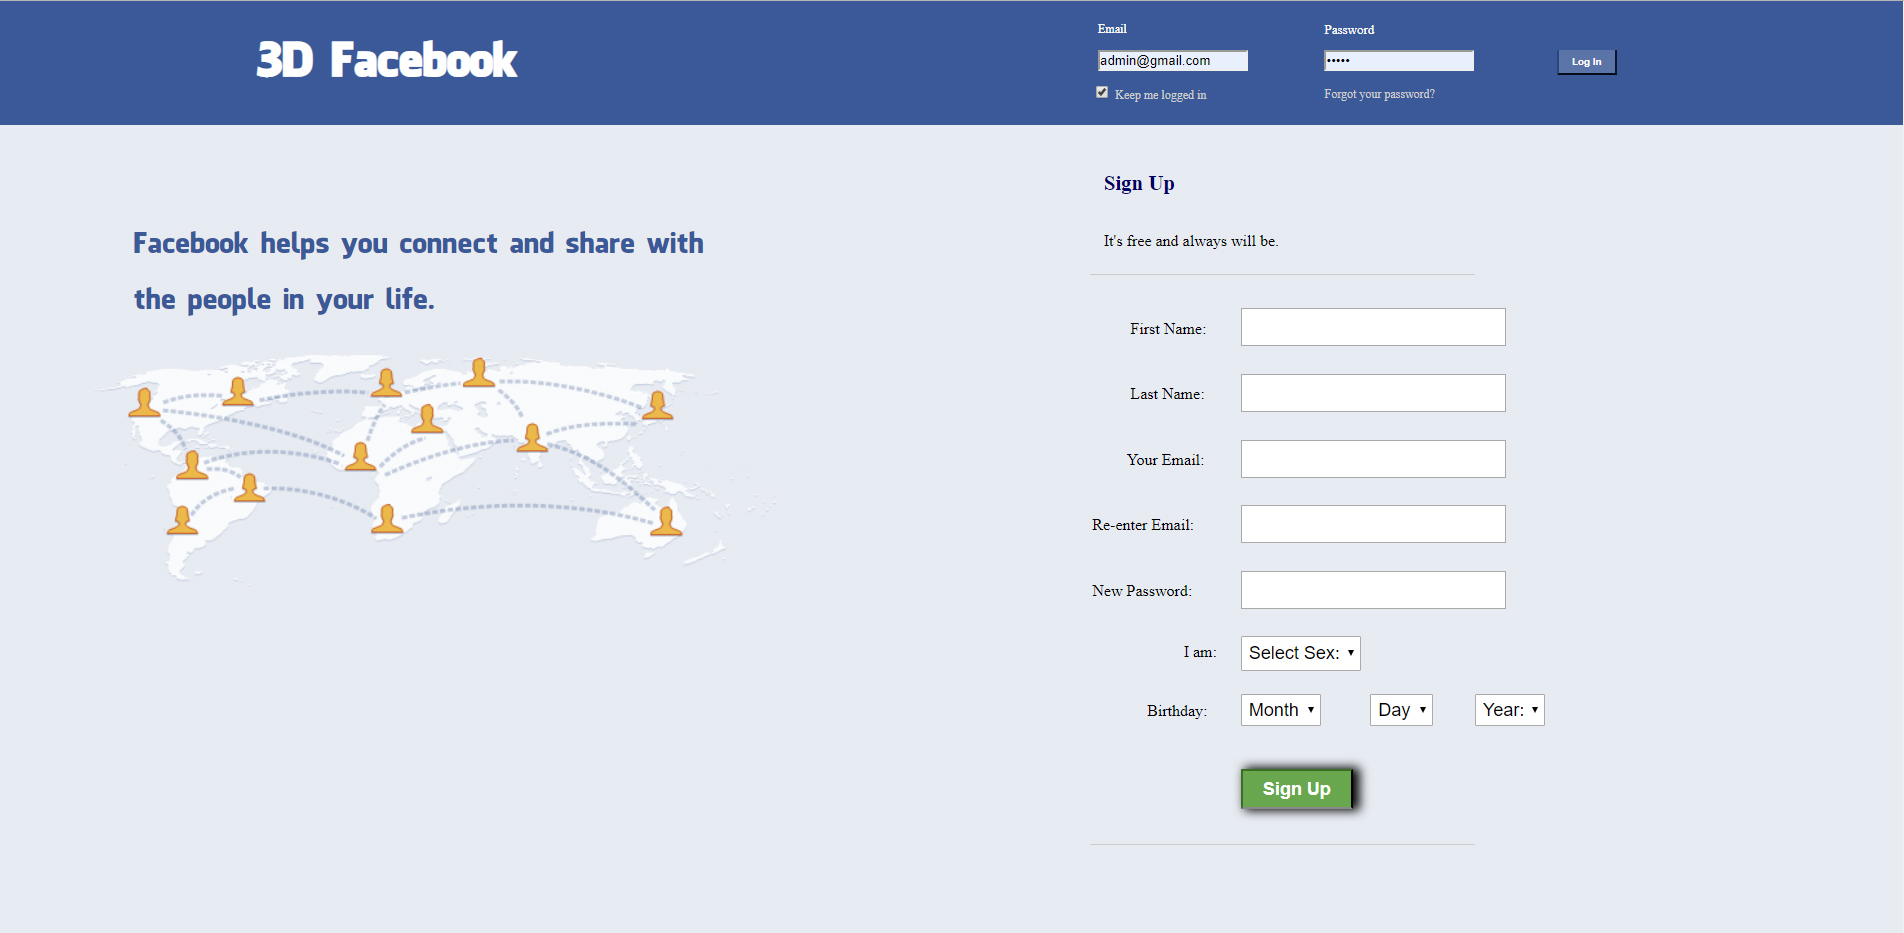 3D Facebook
Email
Password
admin@gmail.com
•••••
Log In
Keep me logged in
Forgot your password?
Facebook helps you connect and share with
the people in your life.
Sign Up
It's free and always will be.
First Name:
Last Name:
Your Email:
Re-enter Email:
New Password:
I am:
Select Sex:
Birthday:
Month
Day
Year:
Sign Up